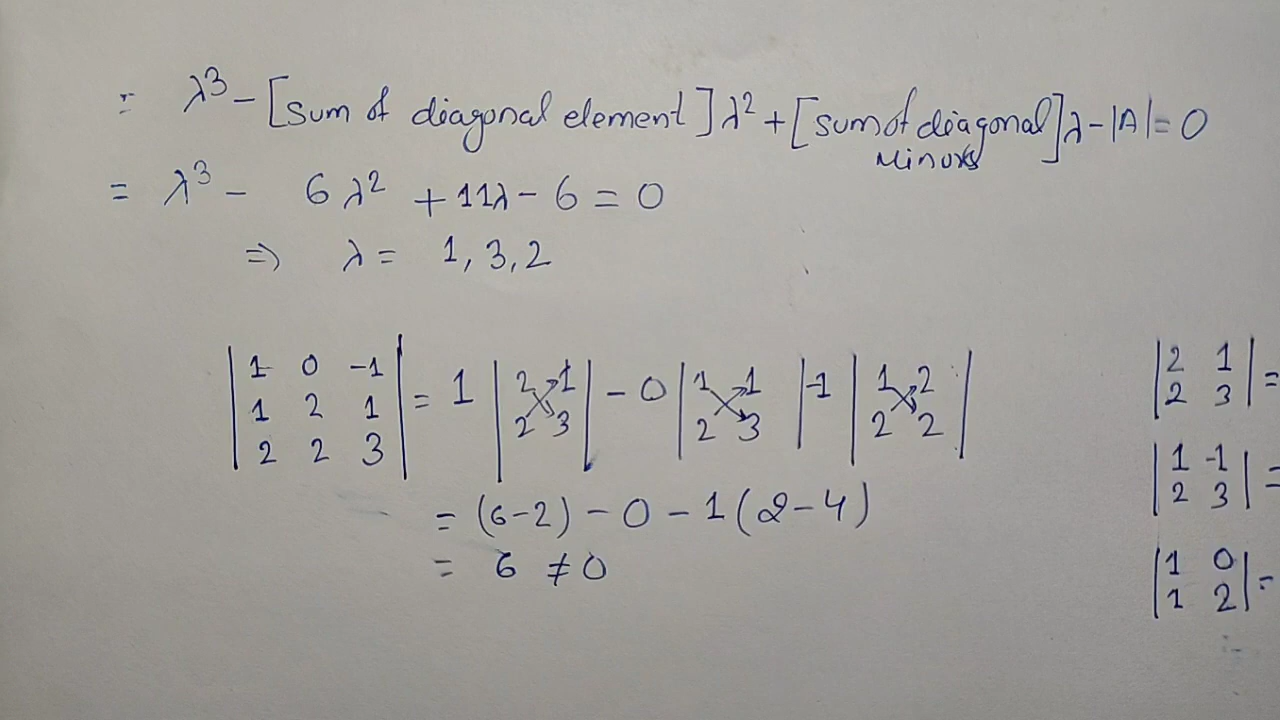 = λ³ - [sum of diagonal element] λ² + [sum of diagonal Minors] λ - |A| = 0
= λ³ - 6 λ² + 11λ - 6 = 0
⇒ λ = 1, 3, 2
| 1 0 -1 | = 1 | 2 1 | - 0 | 1 1 | -1 | 1 2 |
| 1 2 1 | | 2 3 | | 2 3 | | 2 2 |
| 2 2 3 |
= (6-2) - 0 - 1 (2-4)
= 6 ≠ 0
| 2 1 | =
| 2 3 |
| 1 -1 | =
| 2 3 |
| 1 0 | =
| 1 2 |